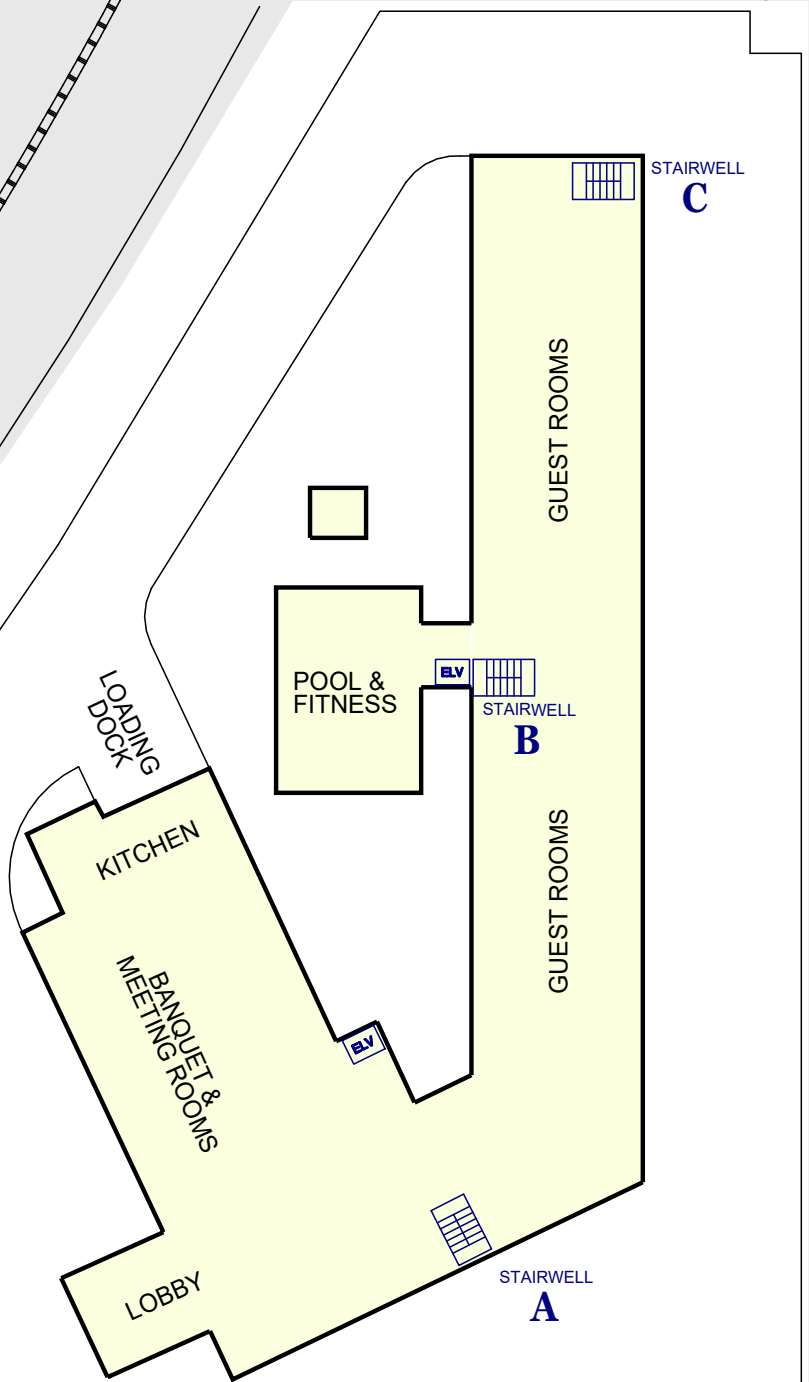 STAIRWELL
C
GUEST ROOMS
ELV
POOL &
FITNESS
STAIRWELL
B
LOADING
DOCK
KITCHEN
GUEST ROOMS
BANQUET &
MEETING ROOMS
ELV
LOBBY
STAIRWELL
A